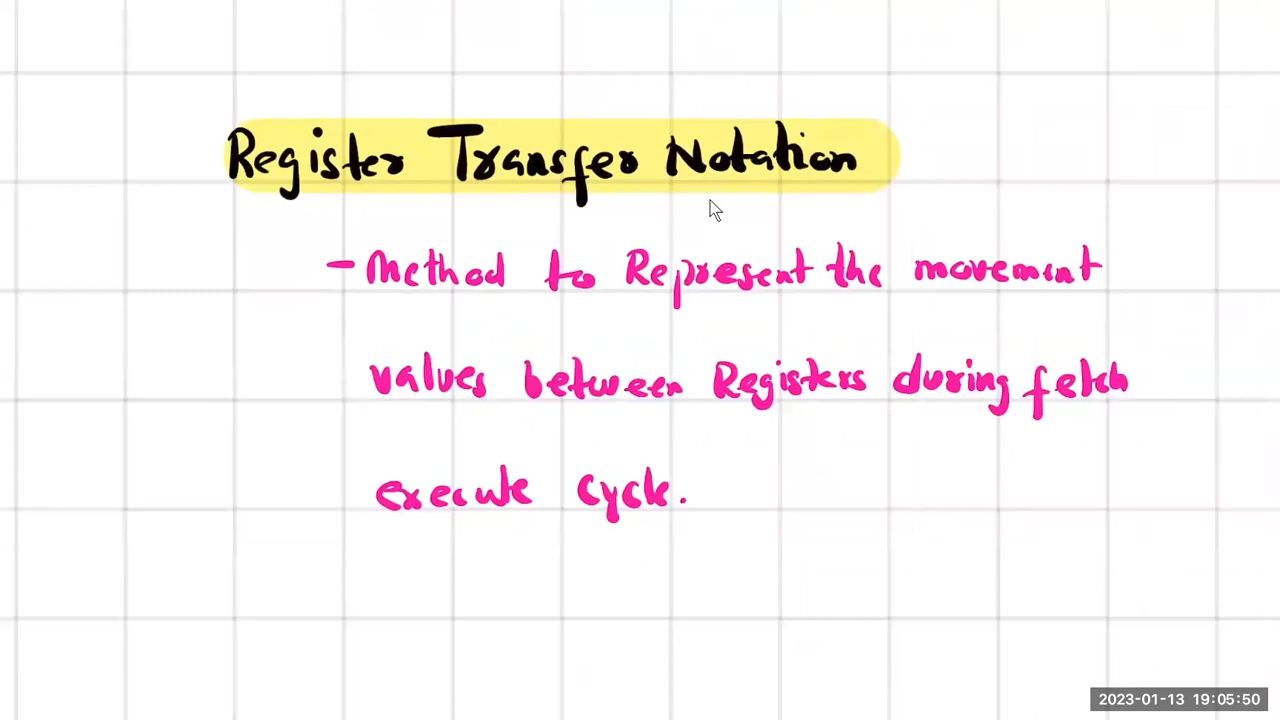 Register Transfer Notation
- Method to Represent the movement
values between Registers during fetch
execute cycle.
2023-01-13 19:05:50